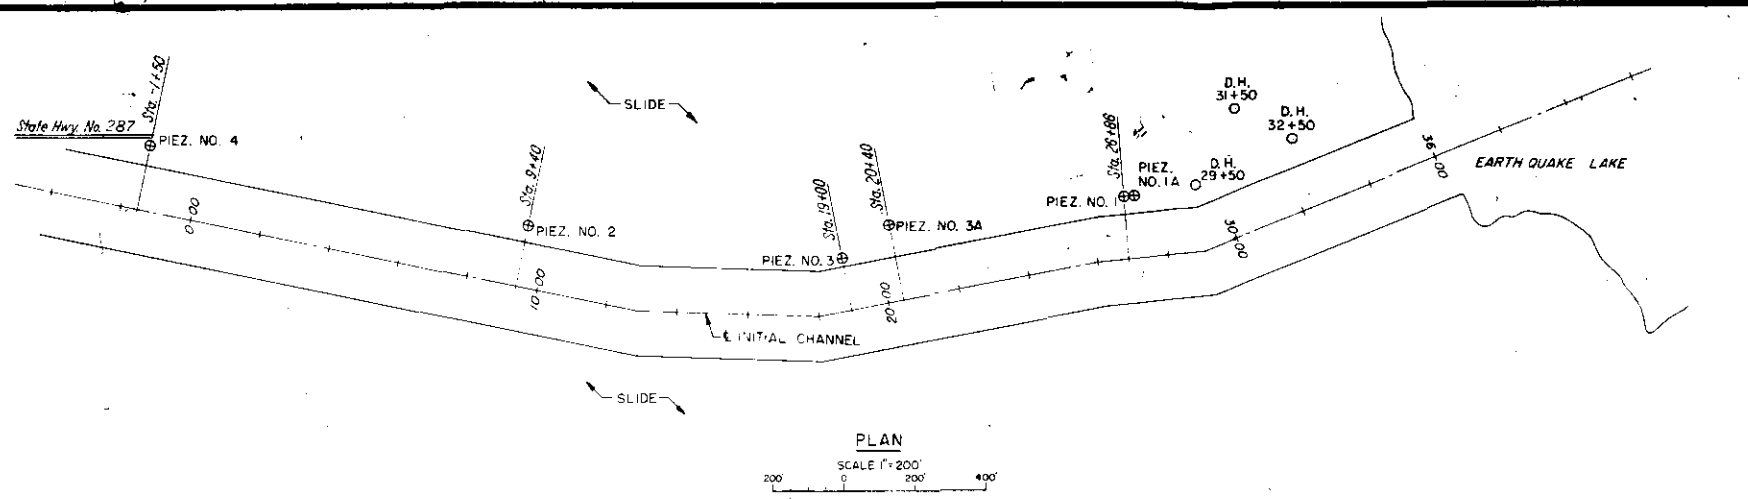 State Hwy. No. 287
Sta. -1+50
PIEZ. NO. 4
0+00
Sta. 9+40
PIEZ. NO. 2
10+00
SLIDE
Sta. 19+00
PIEZ. NO. 3
Sta. 20+40
PIEZ. NO. 3A
20+00
℄ INITIAL CHANNEL
Sta. 26+86
PIEZ. NO. 1
PIEZ.
NO. 1A
D.H.
29+50
D.H.
31+50
D.H.
32+50
30+00
36+00
EARTH QUAKE LAKE
SLIDE
PLAN
SCALE 1"=200'
200' 0 200' 400'